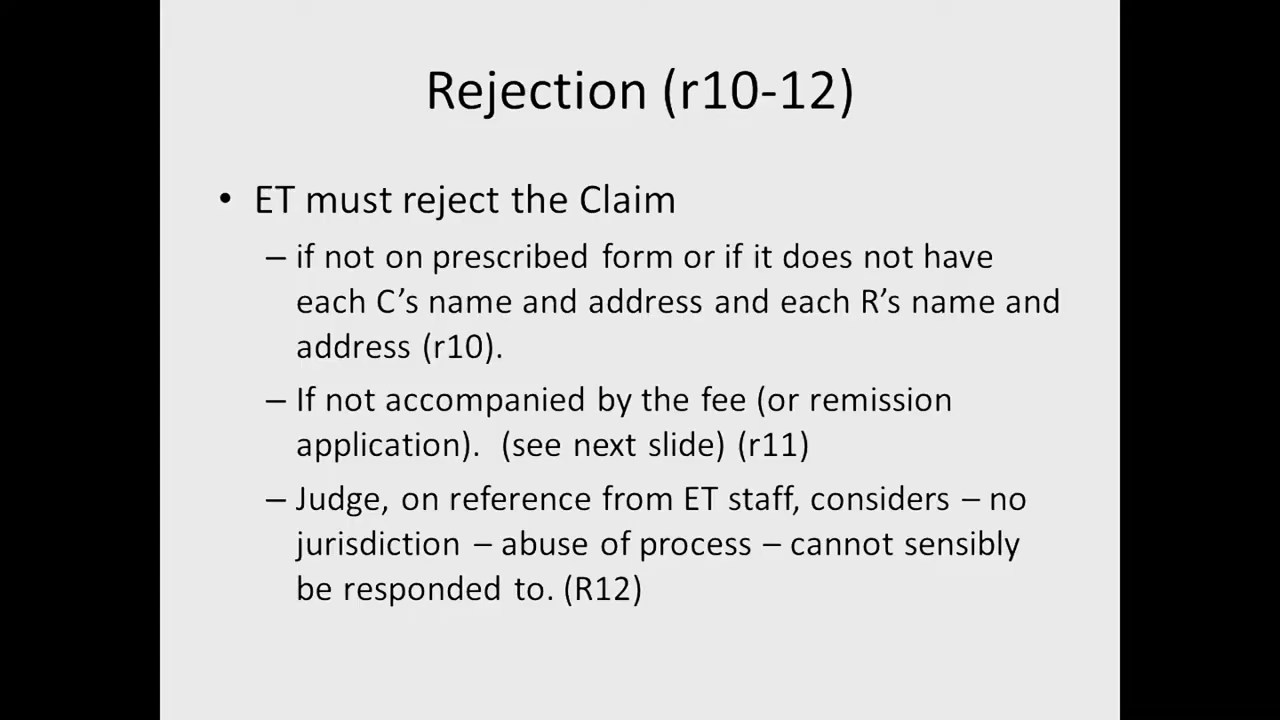 Rejection (r10-12)
• ET must reject the Claim
– if not on prescribed form or if it does not have
each C’s name and address and each R’s name and
address (r10).
– If not accompanied by the fee (or remission
application).  (see next slide) (r11)
– Judge, on reference from ET staff, considers – no
jurisdiction – abuse of process – cannot sensibly
be responded to. (R12)